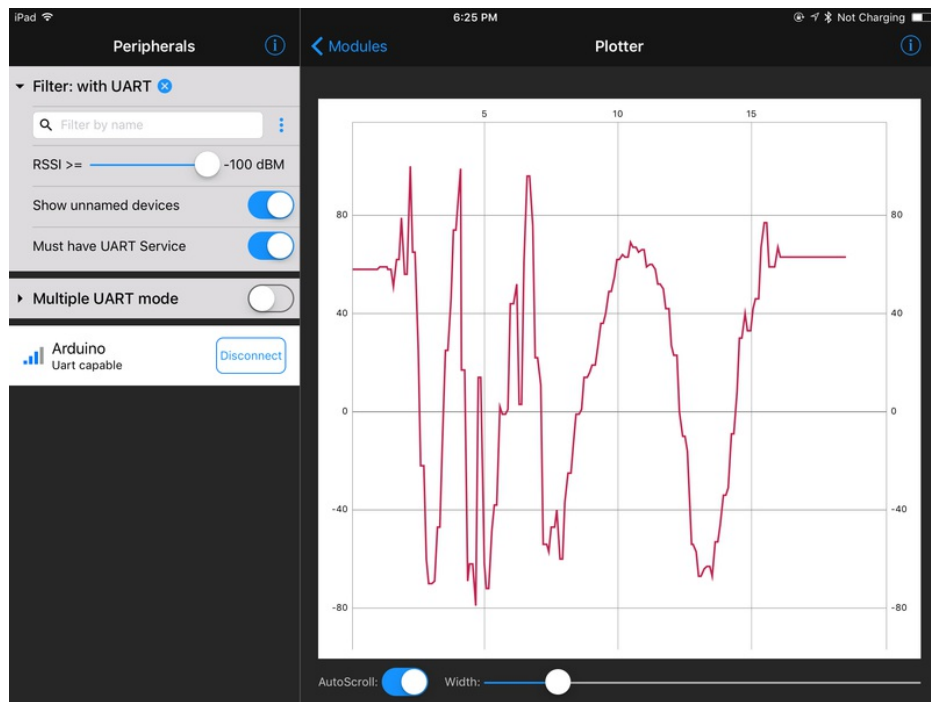 iPad 6:25 PM Not Charging
Peripherals
Modules Plotter
Filter: with UART
Filter by name
RSSI >= -100 dBM
Show unnamed devices
Must have UART Service
Multiple UART mode
Arduino
Uart capable
Disconnect
5 10 15
80 80
40 40
0 0
-40 -40
-80 -80
AutoScroll: Width: